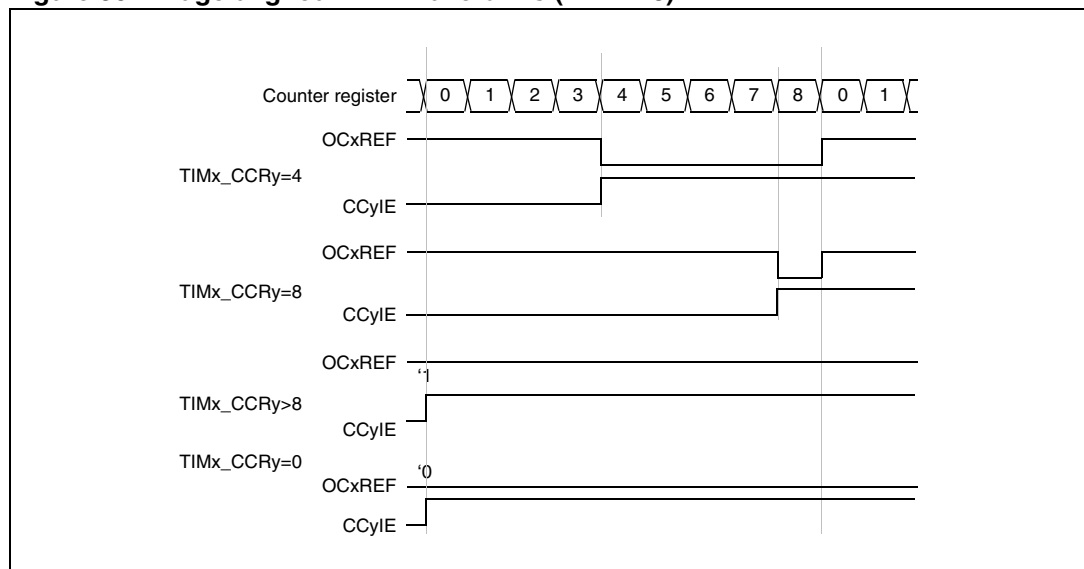 Counter register 0 1 2 3 4 5 6 7 8 0 1
OCxREF
TIMx_CCRy=4
CCyIE
OCxREF
TIMx_CCRy=8
CCyIE
OCxREF
‘1
TIMx_CCRy>8
CCyIE
TIMx_CCRy=0
‘0
OCxREF
CCyIE